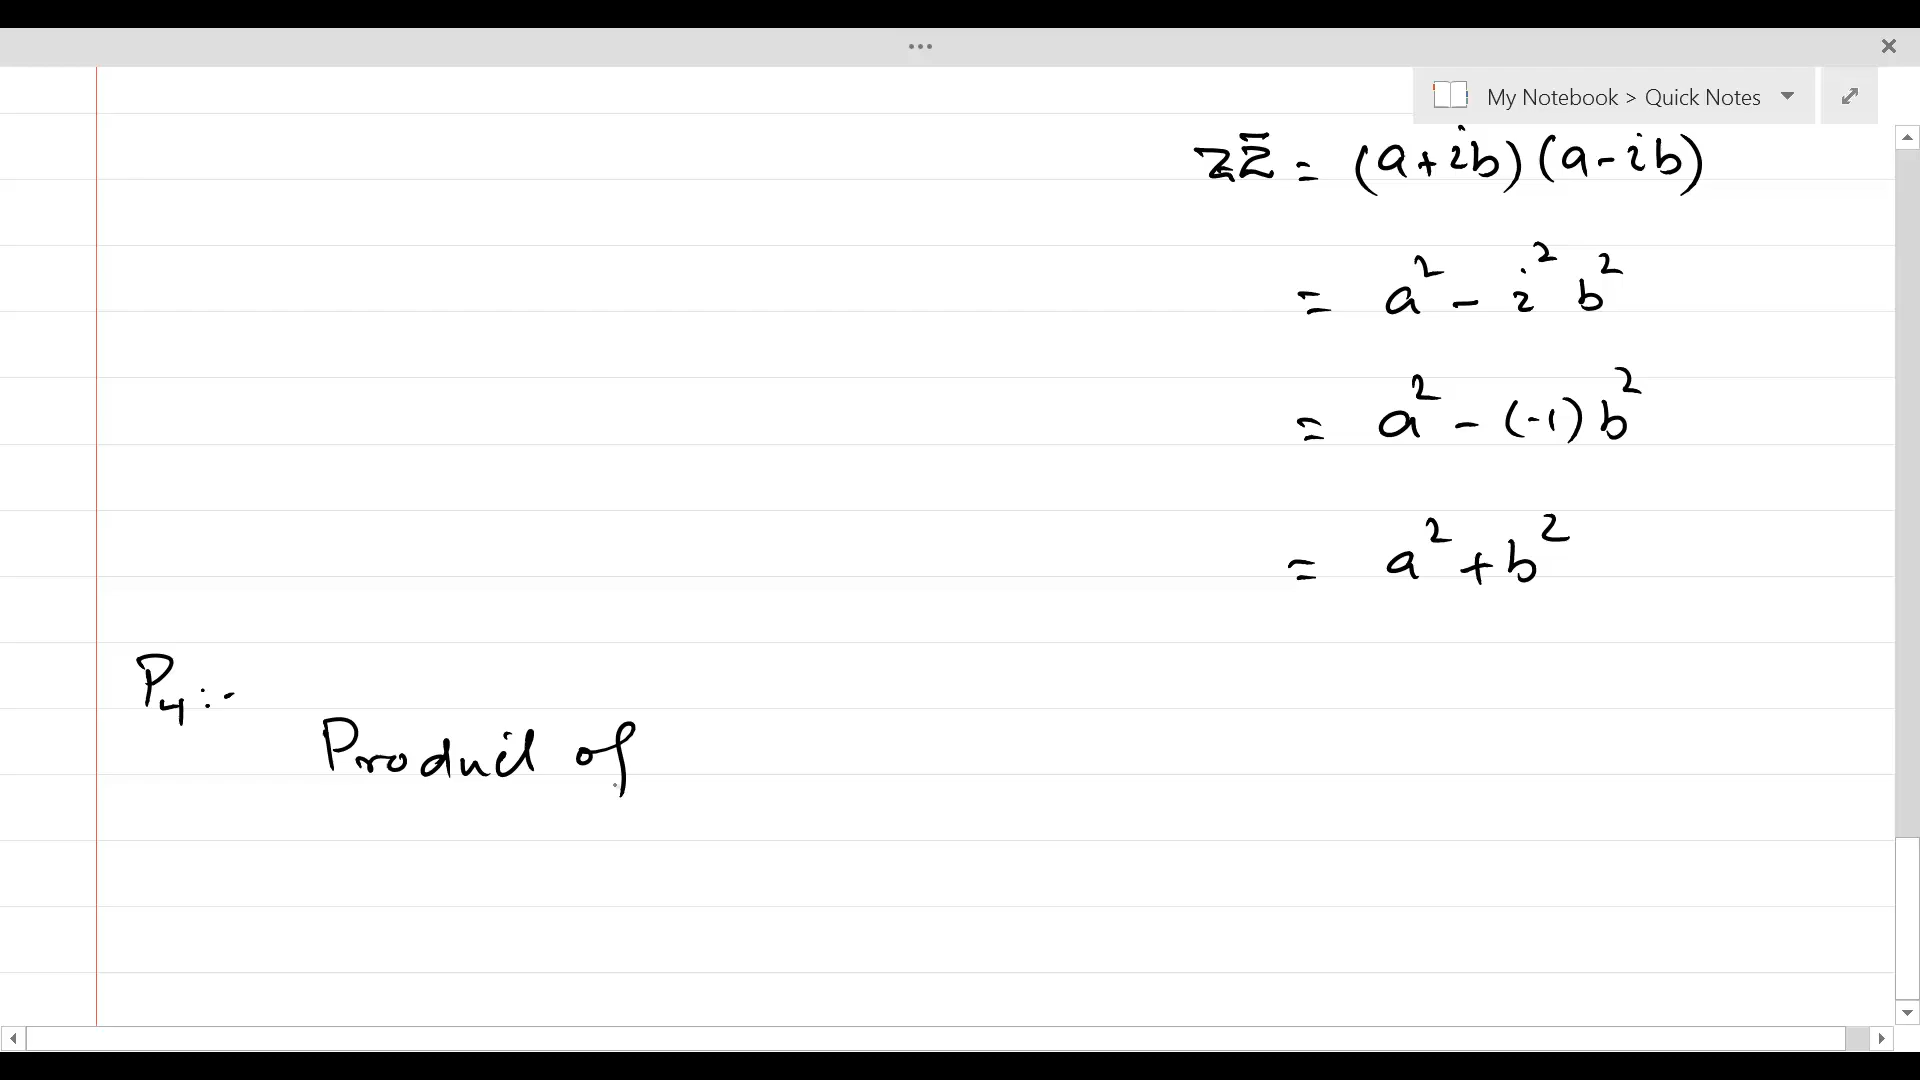 ...
My Notebook > Quick Notes
zz̄ = (a+ib)(a-ib)
= a² - i² b²
= a² - (-1) b²
= a² + b²
P₄:-
Product of